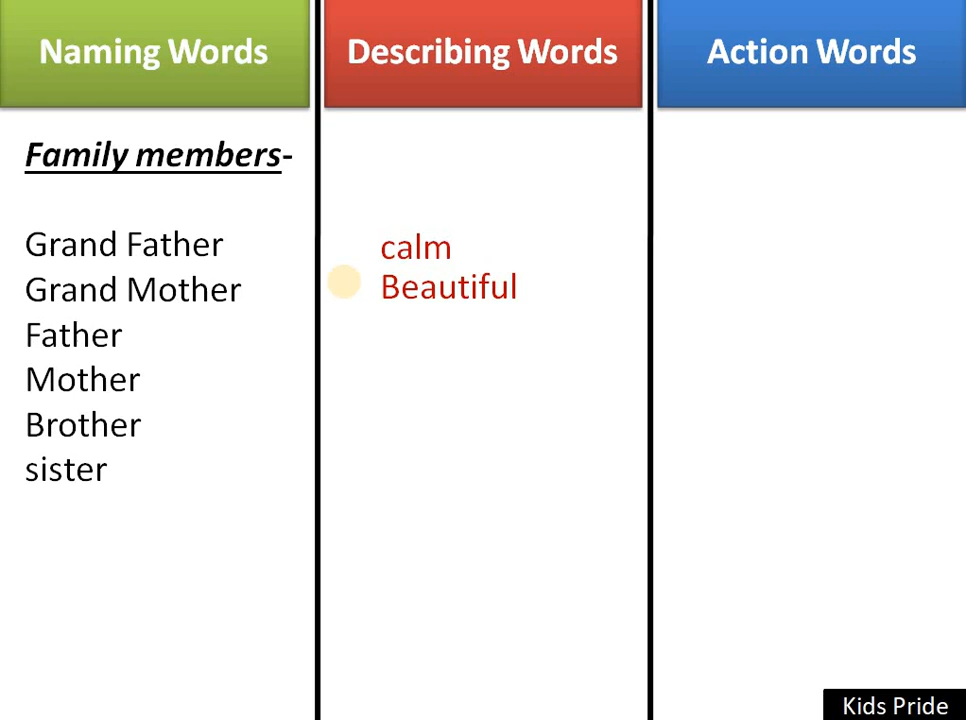 Naming Words
Describing Words
Action Words
Family members-
Grand Father
Grand Mother
Father
Mother
Brother
sister
calm
Beautiful
Kids Pride